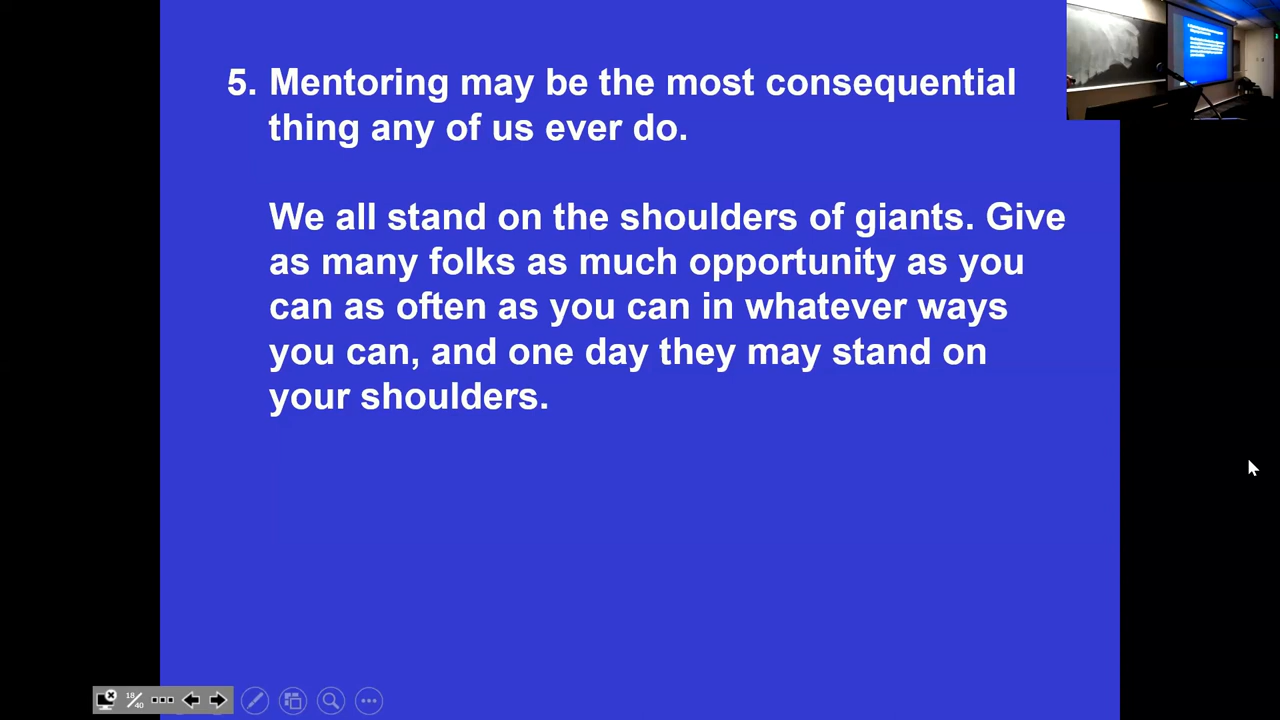 5. Mentoring may be the most consequential
thing any of us ever do.
We all stand on the shoulders of giants. Give
as many folks as much opportunity as you
can as often as you can in whatever ways
you can, and one day they may stand on
your shoulders.
18/40